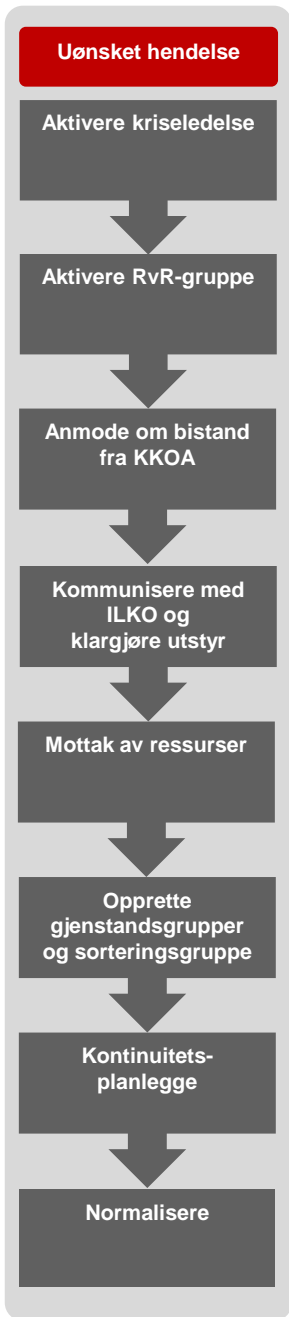 Uønsket hendelse
Aktivere kriseledelse
Aktivere RvR-gruppe
Anmode om bistand
fra KKOA
Kommunisere med
ILKO og
klargjøre utstyr
Mottak av ressurser
Opprette
gjenstandsgrupper
og sorteringsgruppe
Kontinuitets-
planlegge
Normalisere